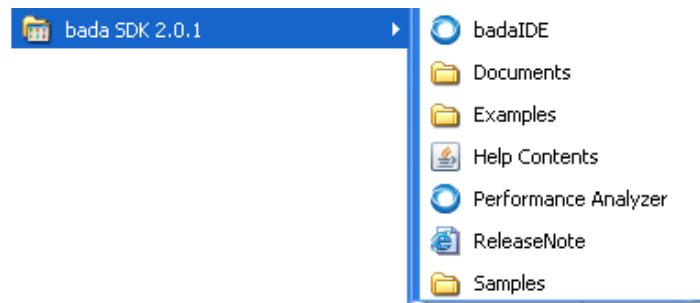 bada SDK 2.0.1
badaIDE
Documents
Examples
Help Contents
Performance Analyzer
ReleaseNote
Samples